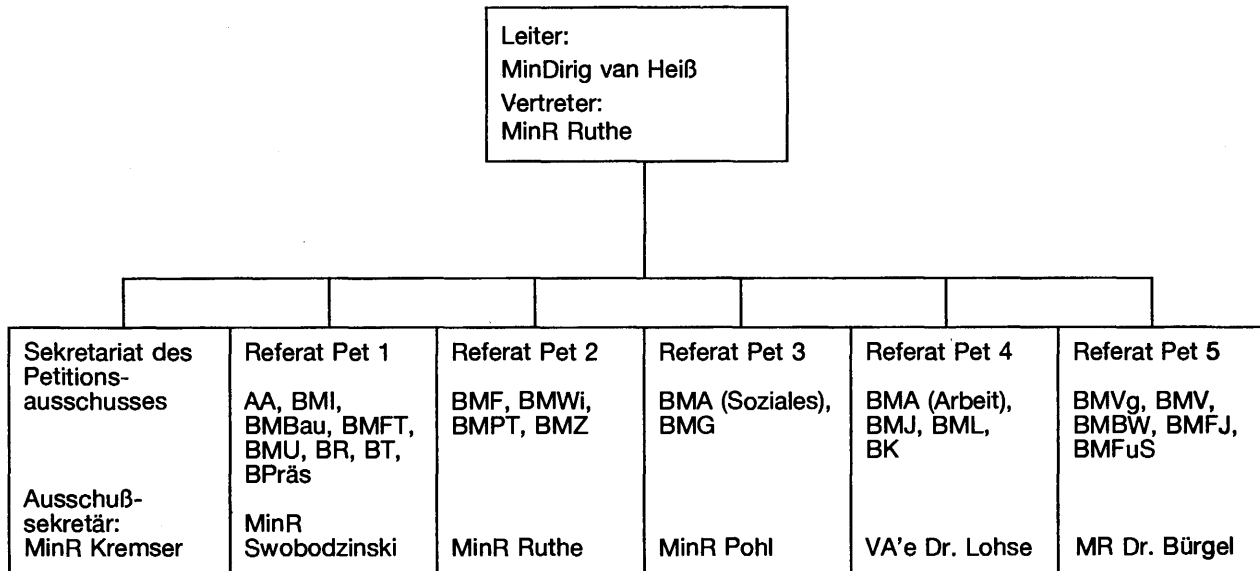 Leiter:
MinDirig van Heiß
Vertreter:
MinR Ruthe
Sekretariat des
Petitions-
ausschusses
Ausschuß-
sekretär:
MinR Kremser
Referat Pet 1
AA, BMI,
BMBau, BMFT,
BMU, BR, BT,
BPräs
MinR
Swobodzinski
Referat Pet 2
BMF, BMWi,
BMPT, BMZ
MinR Ruthe
Referat Pet 3
BMA (Soziales),
BMG
MinR Pohl
Referat Pet 4
BMA (Arbeit),
BMJ, BML,
BK
VA'e Dr. Lohse
Referat Pet 5
BMVg, BMV,
BMBW, BMFJ,
BMFuS
MR Dr. Bürgel